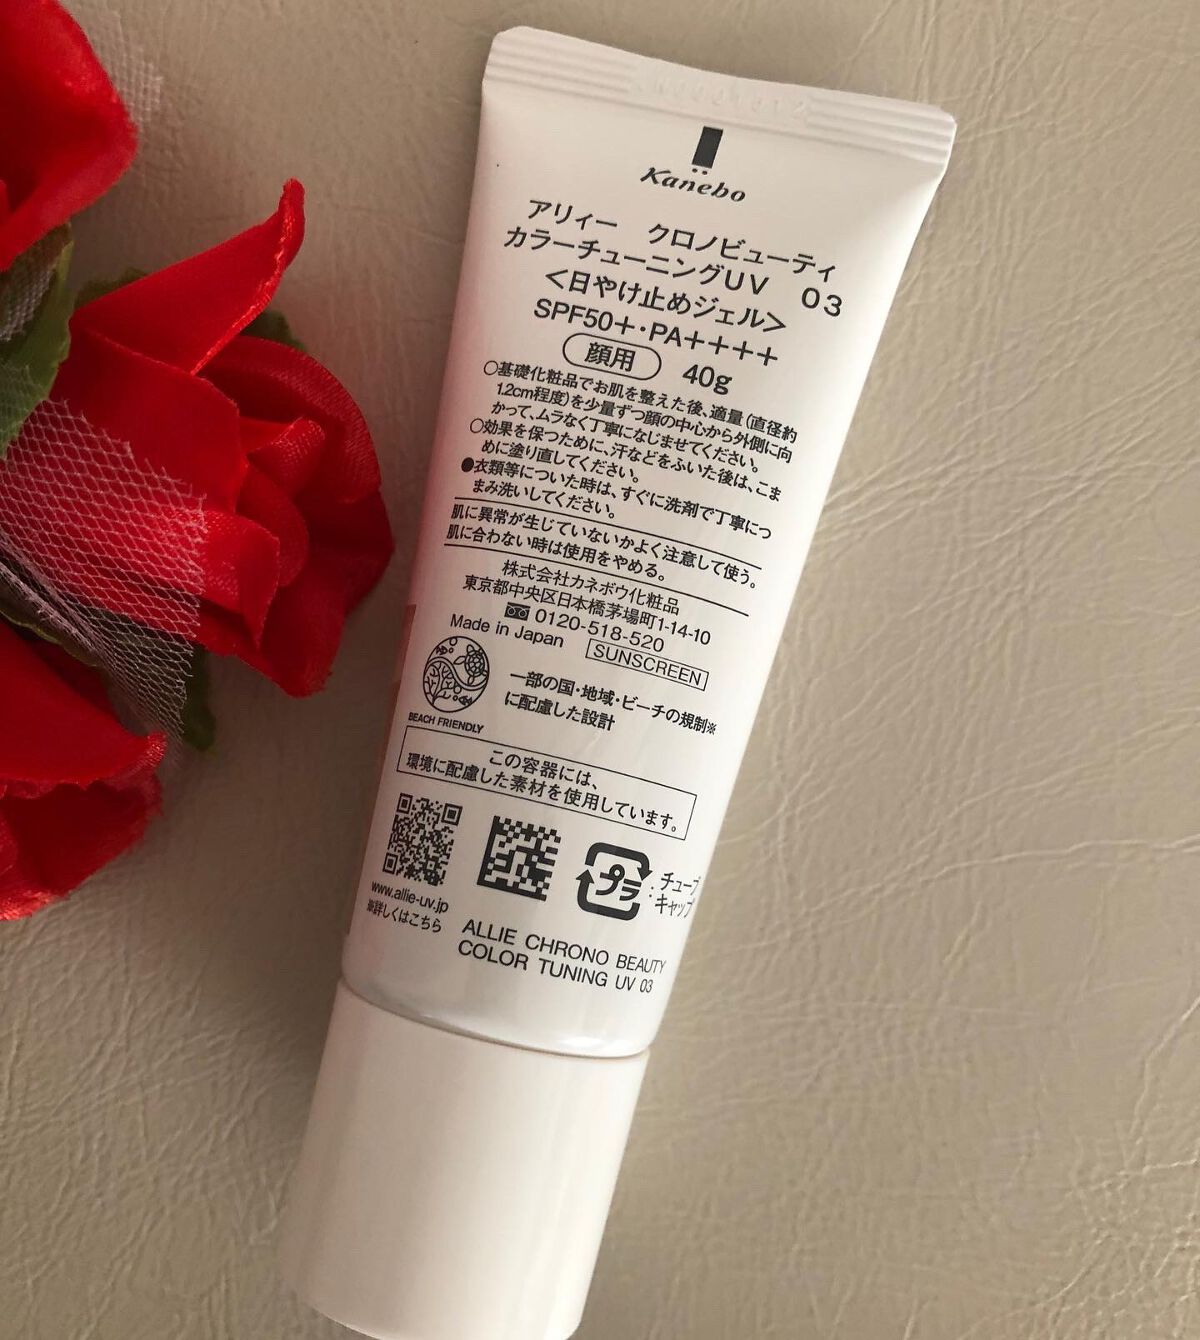 Kanebo
アリィー クロノビューティ
カラーチューニングUV 03
<日やけ止めジェル>
SPF50+・PA++++
顔用 40g
○基礎化粧品でお肌を整えた後、適量(直径約
1.2cm程度)を少量ずつ顔の中心から外側に向
かって、ムラなく丁寧になじませてください。
○効果を保つために、汗などをふいた後は、こま
めに塗り直してください。
●衣類等についた時は、すぐに洗剤で丁寧につ
まみ洗いしてください。
肌に異常が生じていないかよく注意して使う。
肌に合わない時は使用をやめる。
株式会社カネボウ化粧品
東京都中央区日本橋茅場町1-14-10
0120-518-520
Made in Japan SUNSCREEN
BEACH FRIENDLY
一部の国・地域・ビーチの規制※
に配慮した設計
この容器には、
環境に配慮した素材を使用しています。
www.allie-uv.jp
※詳しくはこちら
プラ
:チューブ
キャップ
ALLIE CHRONO BEAUTY
COLOR TUNING UV 03